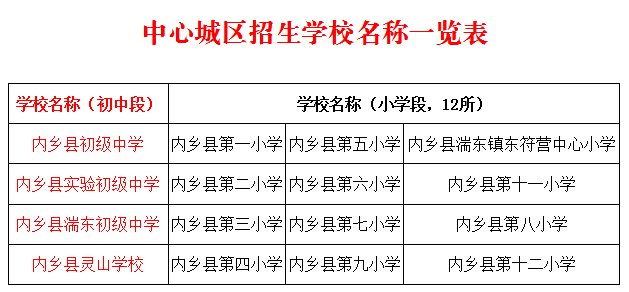 中心城区招生学校名称一览表
学校名称（初中段） 学校名称（小学段，12所）
内乡县初级中学 内乡县第一小学 内乡县第五小学 内乡县湍东镇东符营中心小学
内乡县实验初级中学 内乡县第二小学 内乡县第六小学 内乡县第十一小学
内乡县湍东初级中学 内乡县第三小学 内乡县第七小学 内乡县第八小学
内乡县灵山学校 内乡县第四小学 内乡县第九小学 内乡县第十二小学